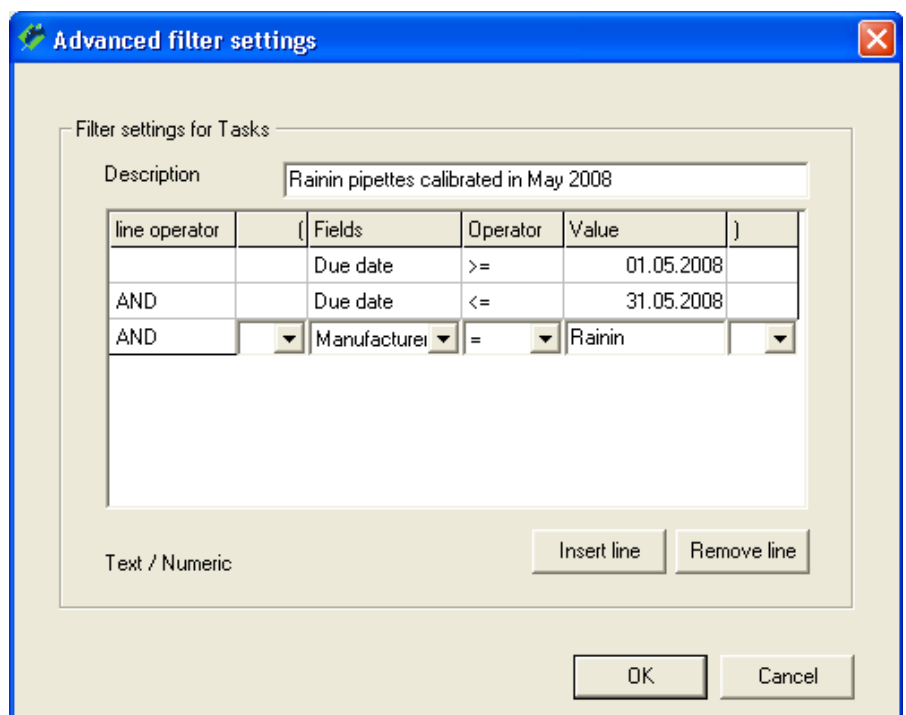 Advanced filter settings
Filter settings for Tasks
Description Rainin pipettes calibrated in May 2008
line operator ( Fields Operator Value )
Due date >= 01.05.2008
AND Due date <= 31.05.2008
AND Manufacturer = Rainin
Text / Numeric Insert line Remove line
OK Cancel